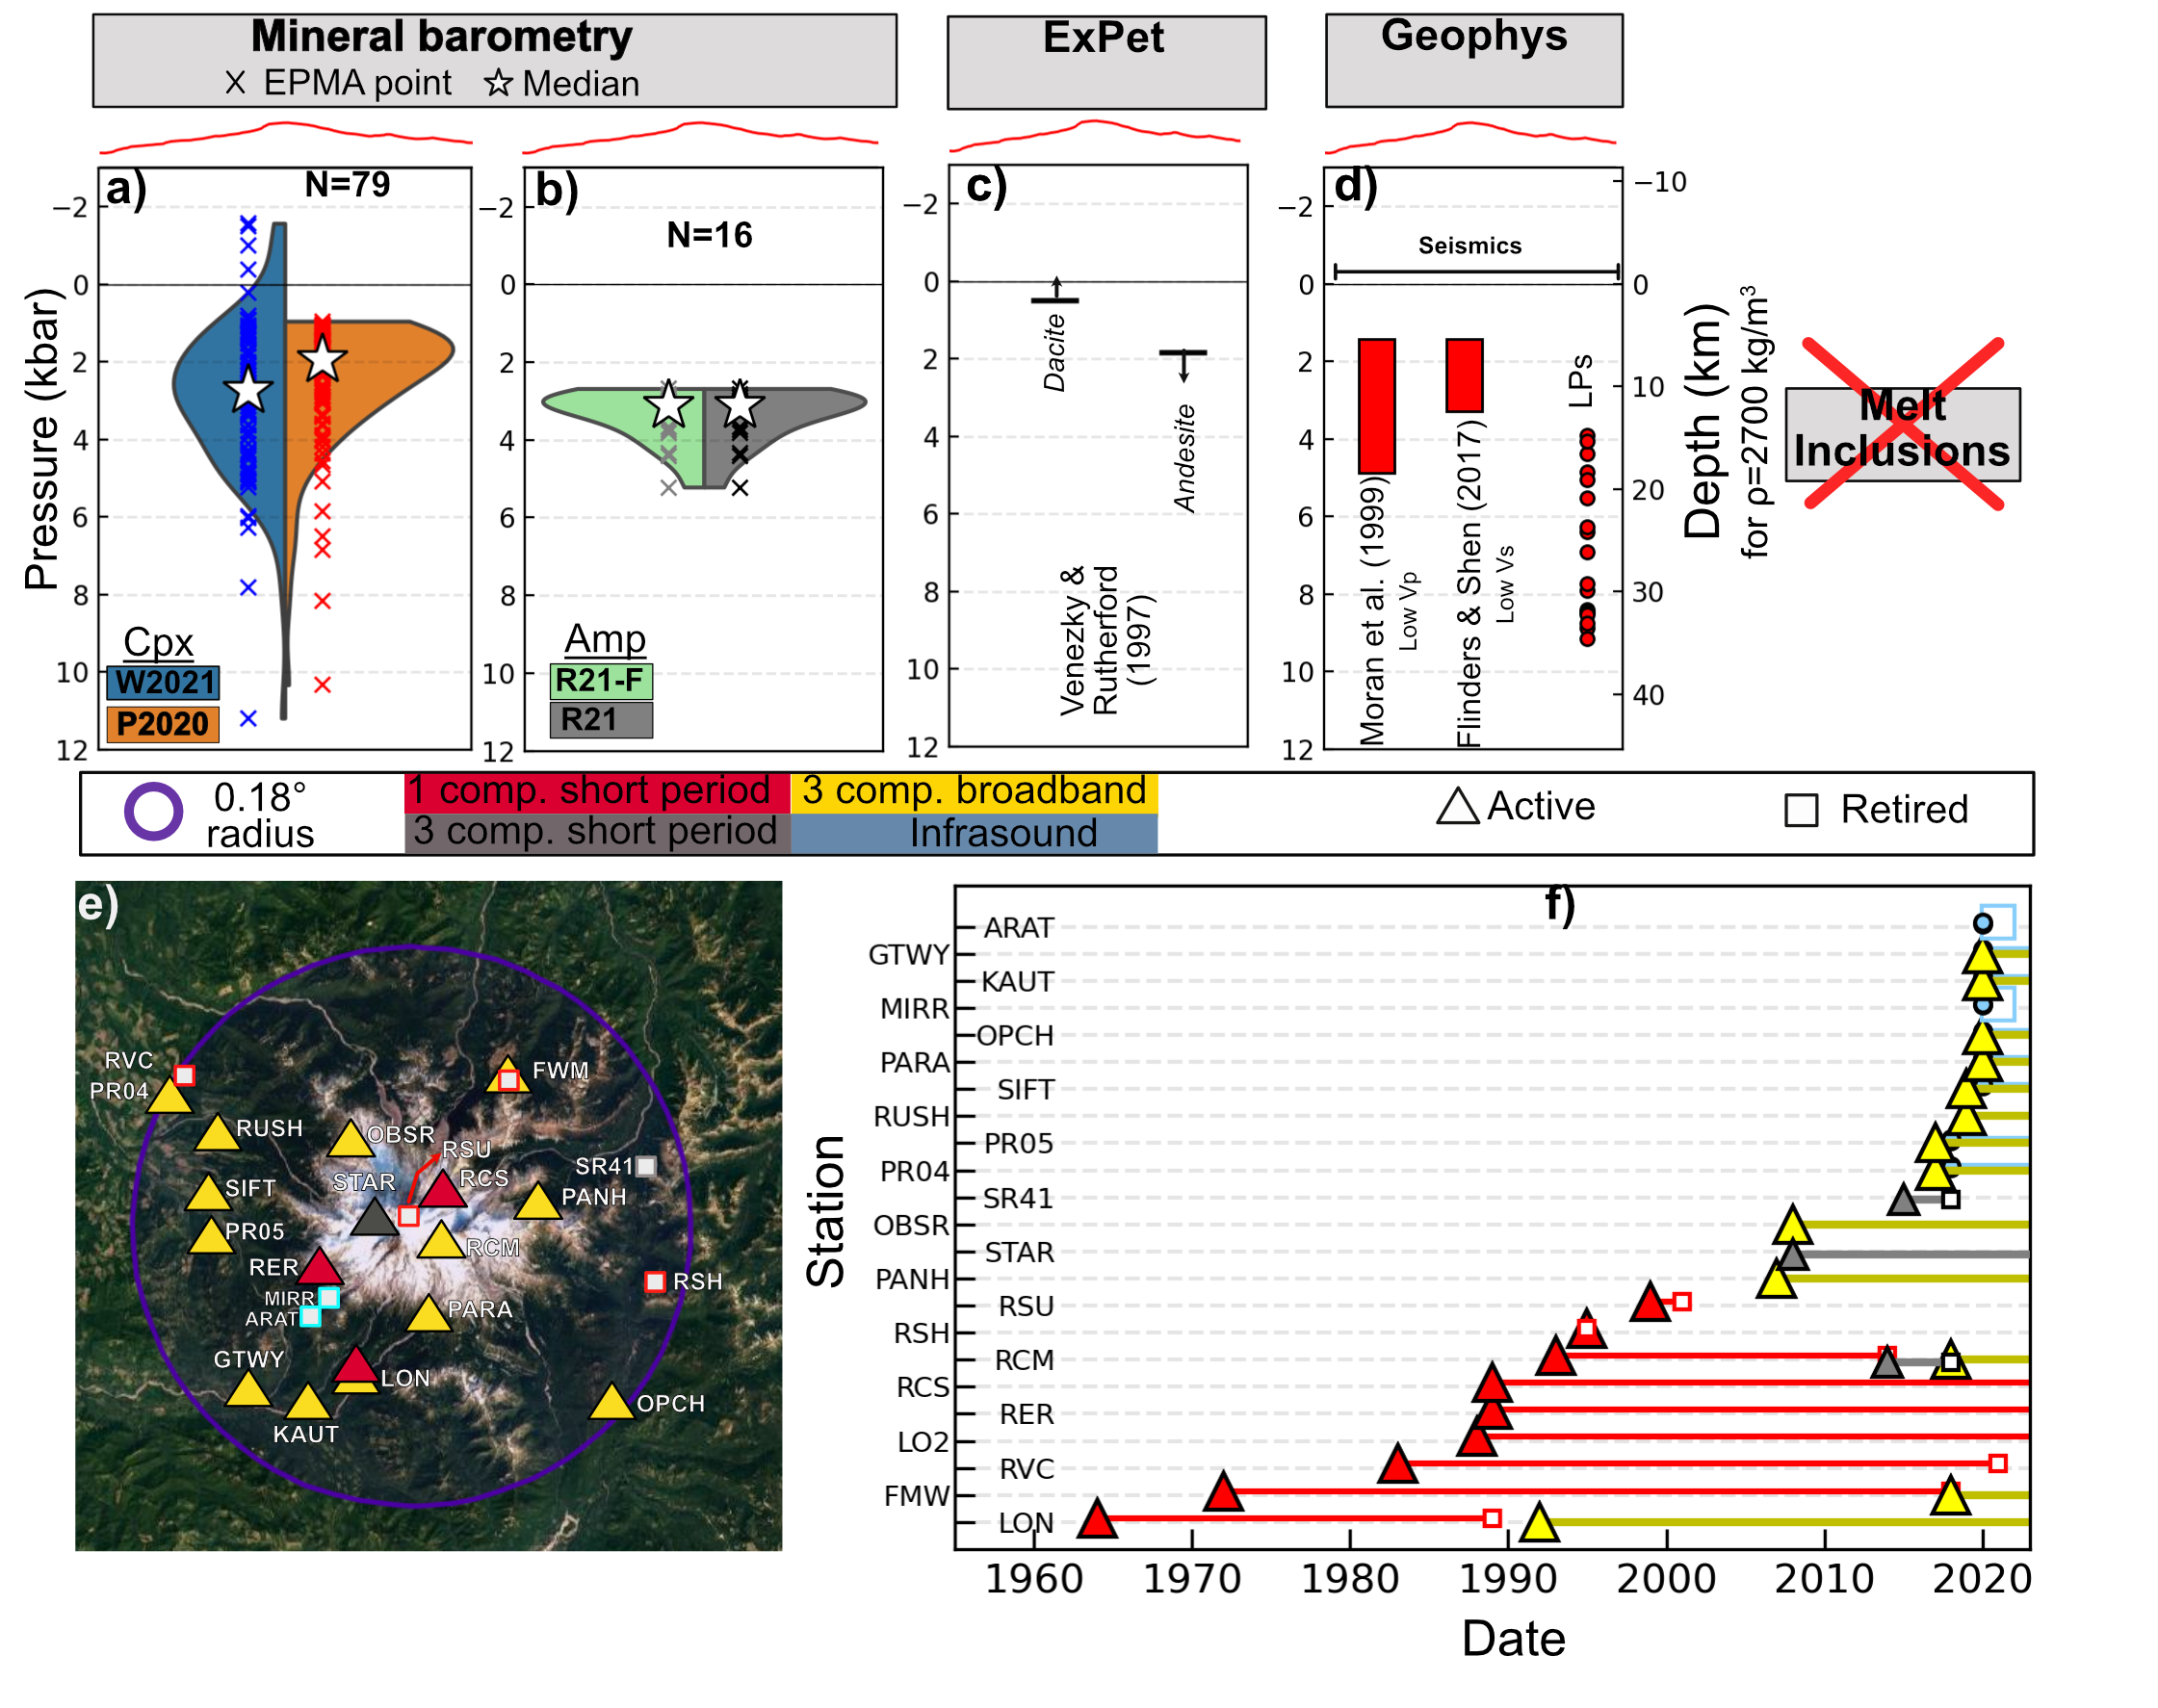 Mineral barometry
× EPMA point ☆ Median
ExPet
Geophys
a)
N=79
−2
0
2
4
6
8
10
12
Pressure (kbar)
Cpx
W2021
P2020
b)
N=16
−2
0
2
4
6
8
10
12
Amp
R21-F
R21
c)
−2
0
2
4
6
8
10
12
Dacite
Andesite
Venezky &
Rutherford
(1997)
d)
−2
0
2
4
6
8
10
12
Seismics
Moran et al. (1999)
Low Vp
Flinders & Shen (2017)
Low Vs
LPs
−10
0
10
20
30
40
Depth (km)
for ρ=2700 kg/m³
Melt
Inclusions
0.18°
radius
1 comp. short period
3 comp. broadband
3 comp. short period
Infrasound
Active
Retired
e)
RVC
PR04
FWM
RUSH
OBSR
RSU
STAR
RCS
SR41
SIFT
PANH
PR05
RCM
RER
RSH
MIRR
ARAT
PARA
GTWY
LON
KAUT
OPCH
f)
ARAT
GTWY
KAUT
MIRR
OPCH
PARA
SIFT
RUSH
PR05
PR04
SR41
OBSR
STAR
PANH
RSU
RSH
RCM
RCS
RER
LO2
RVC
FMW
LON
Station
1960
1970
1980
1990
2000
2010
2020
Date